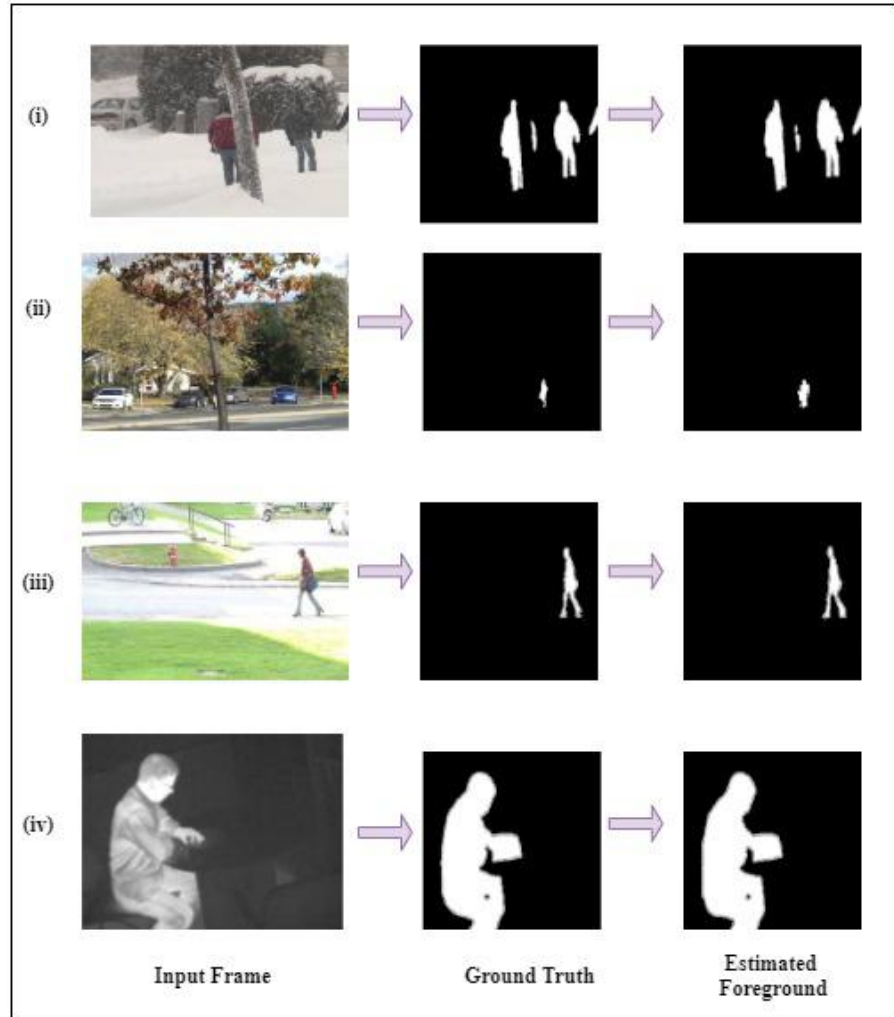 (i)
(ii)
(iii)
(iv)
Input Frame
Ground Truth
Estimated
Foreground